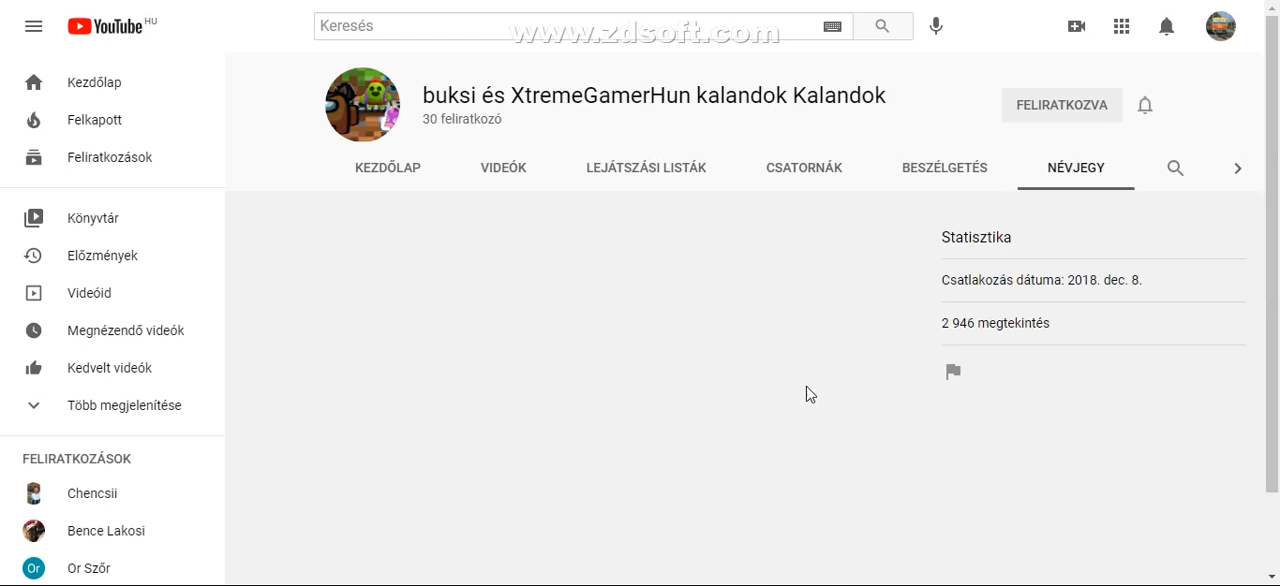 YouTube HU
Keresés
www.zdsoft.com
Kezdőlap
Felkapott
Feliratkozások
Könyvtár
Előzmények
Videóid
Megnézendő videók
Kedvelt videók
Több megjelenítése
FELIRATKOZÁSOK
Chencsii
Bence Lakosi
Or
Or Szőr
buksi és XtremeGamerHun kalandok Kalandok
30 feliratkozó
FELIRATKOZVA
KEZDŐLAP VIDEÓK LEJÁTSZÁSI LISTÁK CSATORNÁK BESZÉLGETÉS NÉVJEGY
Statisztika
Csatlakozás dátuma: 2018. dec. 8.
2 946 megtekintés